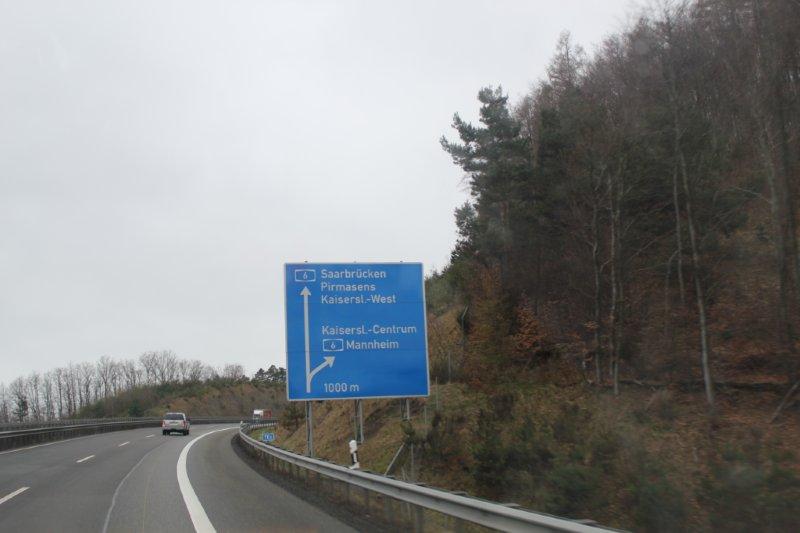 6 Saarbrücken
Pirmasens
Kaisersl.-West
Kaisersl.-Centrum
6 Mannheim
1000 m